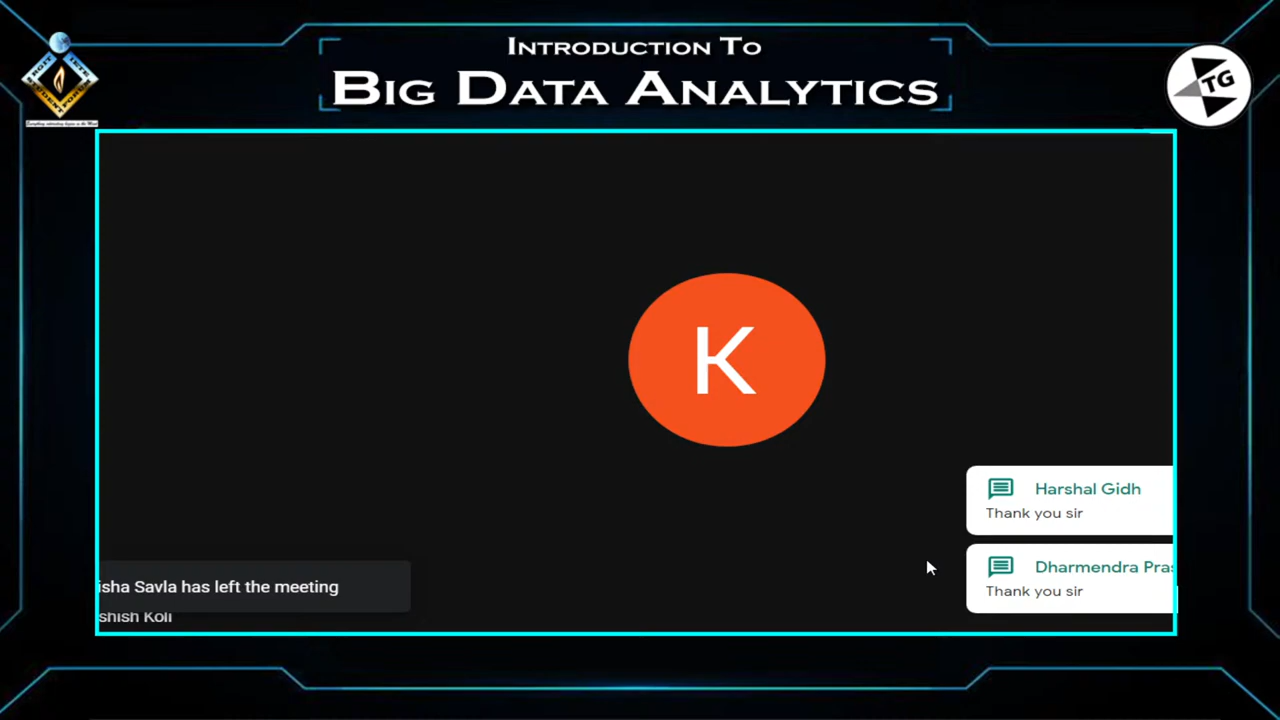 Introduction To
Big Data Analytics
TG
K
Harshal Gidh
Thank you sir
Dharmendra Pras
Thank you sir
isha Savla has left the meeting
shish Koli